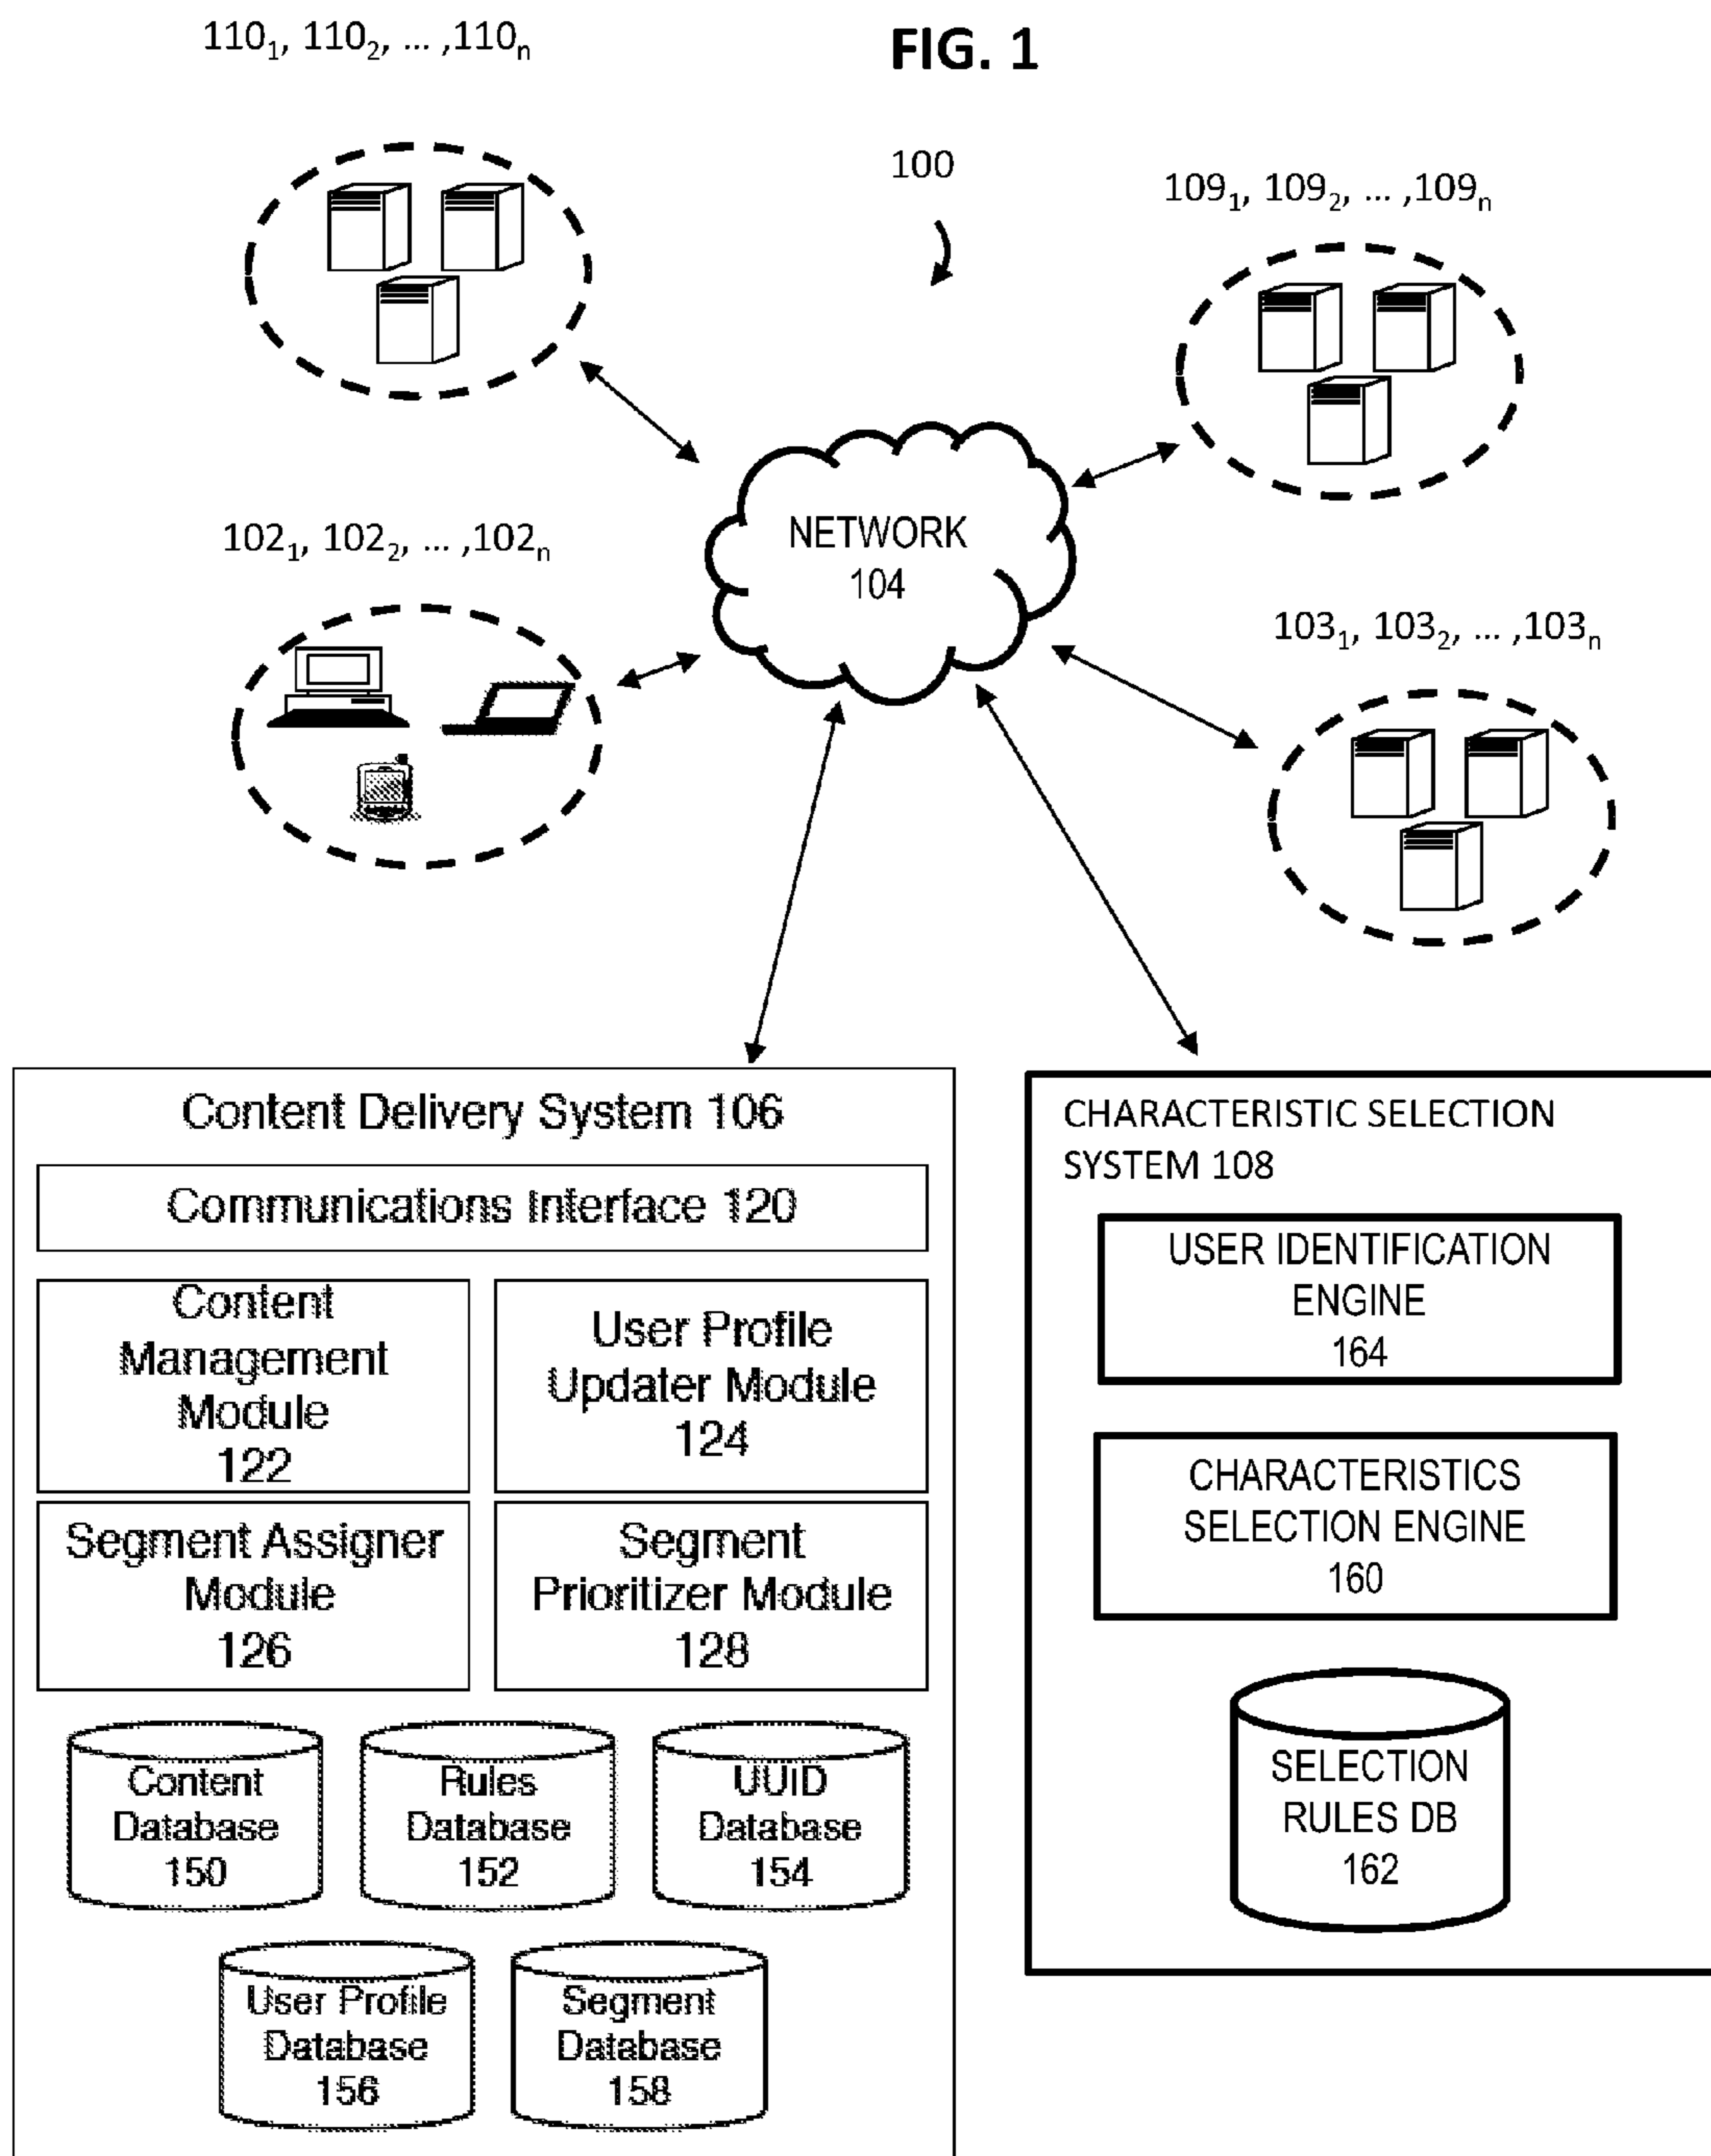 110₁, 110₂, ... ,110ₙ
FIG. 1
100
109₁, 109₂, ... ,109ₙ
NETWORK
104
102₁, 102₂, ... ,102ₙ
103₁, 103₂, ... ,103ₙ
Content Delivery System 106
Communications Interface 120
Content
Management
Module
122
User Profile
Updater Module
124
Segment Assigner
Module
126
Segment
Prioritizer Module
128
Content
Database
150
Rules
Database
152
UUiD
Database
154
User Profile
Database
156
Segment
Database
158
CHARACTERISTIC SELECTION
SYSTEM 108
USER IDENTIFICATION
ENGINE
164
CHARACTERISTICS
SELECTION ENGINE
160
SELECTION
RULES DB
162